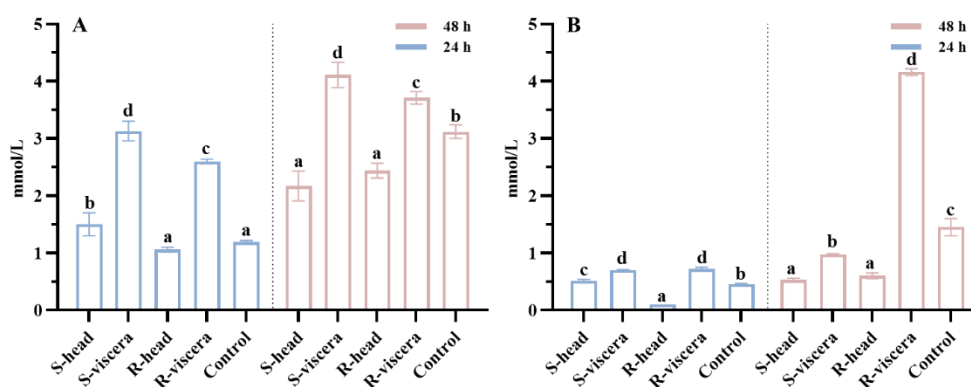 A
48 h
24 h
mmol/L
5
4
3
2
1
0
b
d
a
c
a
a
d
a
c
b
S-head
S-viscera
R-head
R-viscera
Control
S-head
S-viscera
R-head
R-viscera
Control
B
48 h
24 h
mmol/L
5
4
3
2
1
0
c
d
a
d
b
a
b
a
d
c
S-head
S-viscera
R-head
R-viscera
Control
S-head
S-viscera
R-head
R-viscera
Control